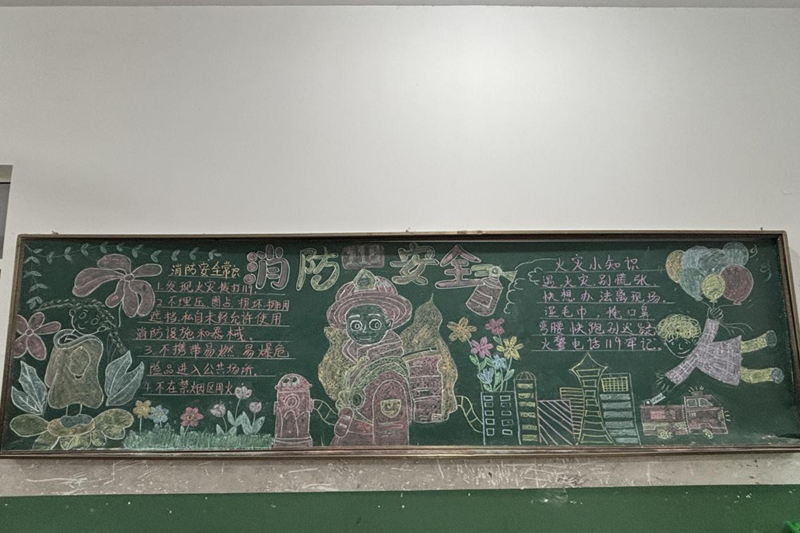 消防安全
消防安全常识
1.发现火灾拨打119
2.不埋压 圈占 损坏挪用
遮挡,私自未经允许使用
消防设施和器械.
3.不携带易燃 易爆危
险品进入公共场所
4.不在禁烟区用火
火灾小知识
遇火灾别慌张,
快想办法离现场.
湿毛巾,捂口鼻
弯腰快跑别迟疑
火警电话119牢记.